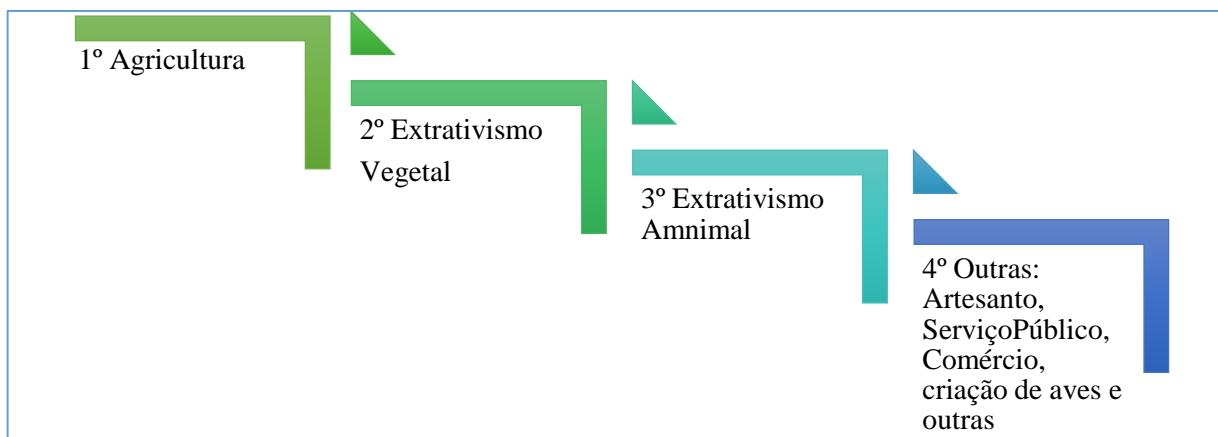 1º Agricultura
2º Extrativismo
Vegetal
3º Extrativismo
Amnimal
4º Outras:
Artesanto,
ServiçoPúblico,
Comércio,
criação de aves e
outras